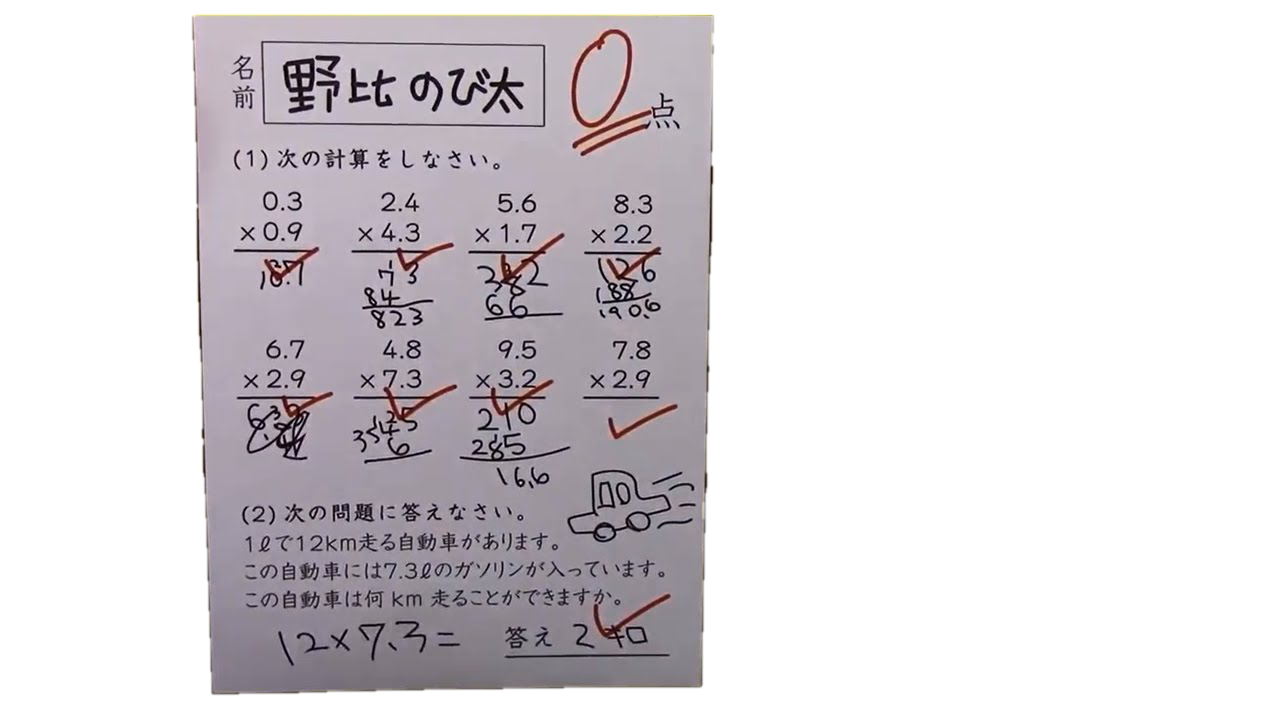 名前 野比 のび太 0点
(1) 次の計算をしなさい。
0.3 2.4 5.6 8.3
×0.9 ×4.3 ×1.7 ×2.2
73 126
84 66 188
823 190.6
6.7 4.8 9.5 7.8
×2.9 ×7.3 ×3.2 ×2.9
240
6 285
16.6
(2) 次の問題に答えなさい。
1ℓで12km走る自動車があります。
この自動車には7.3ℓのガソリンが入っています。
この自動車は何km走ることができますか。
12×7.3= 答え 2キロ